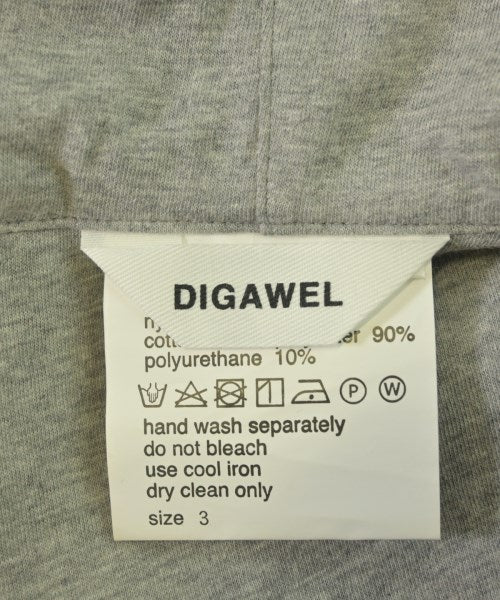 DIGAWEL
90%
polyurethane 10%
P W
hand wash separately
do not bleach
use cool iron
dry clean only
size 3